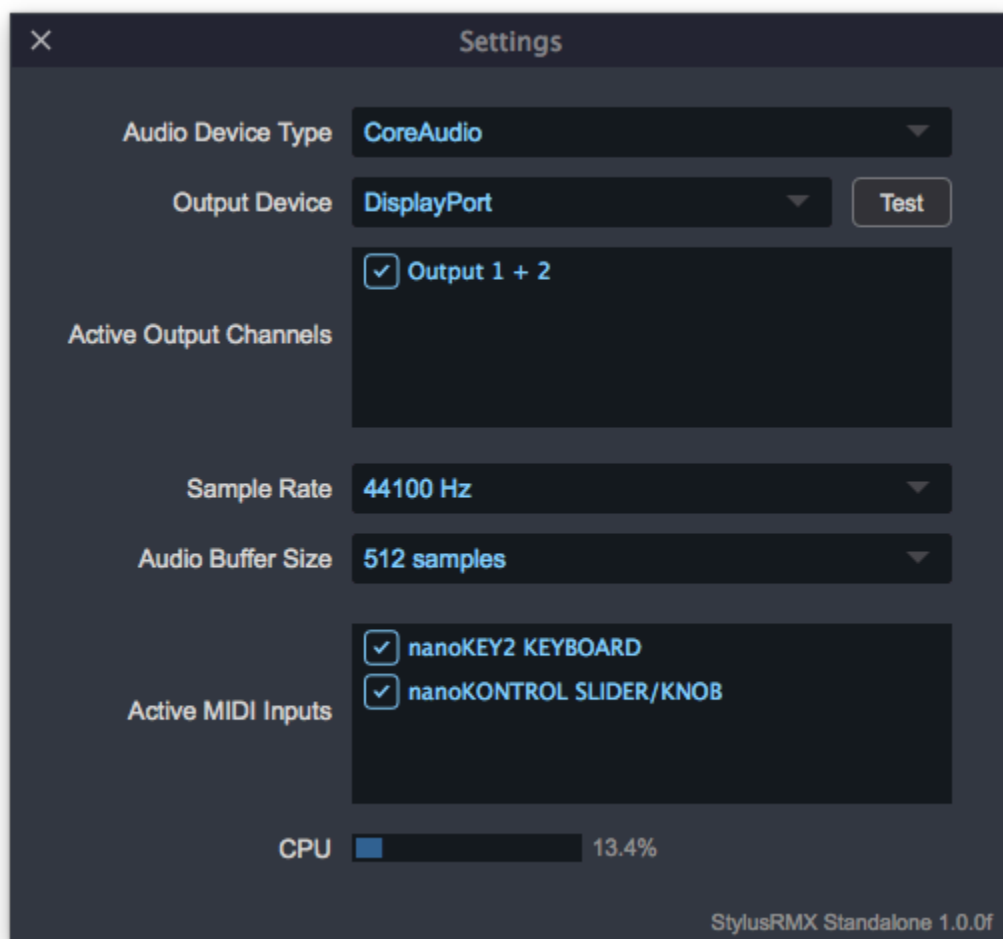 Settings
Audio Device Type CoreAudio
Output Device DisplayPort Test
Active Output Channels Output 1 + 2
Sample Rate 44100 Hz
Audio Buffer Size 512 samples
Active MIDI Inputs nanoKEY2 KEYBOARD
nanoKONTROL SLIDER/KNOB
CPU 13.4%
StylusRMX Standalone 1.0.0f